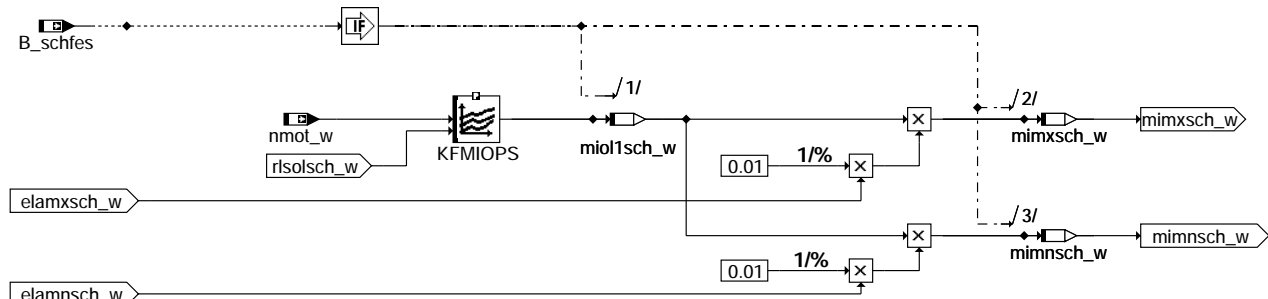 B_schfes
IF
/1/
/2/
nmot_w
KFMIOPS
miol1sch_w
mimxsch_w
mimxsch_w
rlsolsch_w
0.01
1/%
elamxsch_w
/3/
mimnsch_w
mimnsch_w
0.01
1/%
elamnsch_w